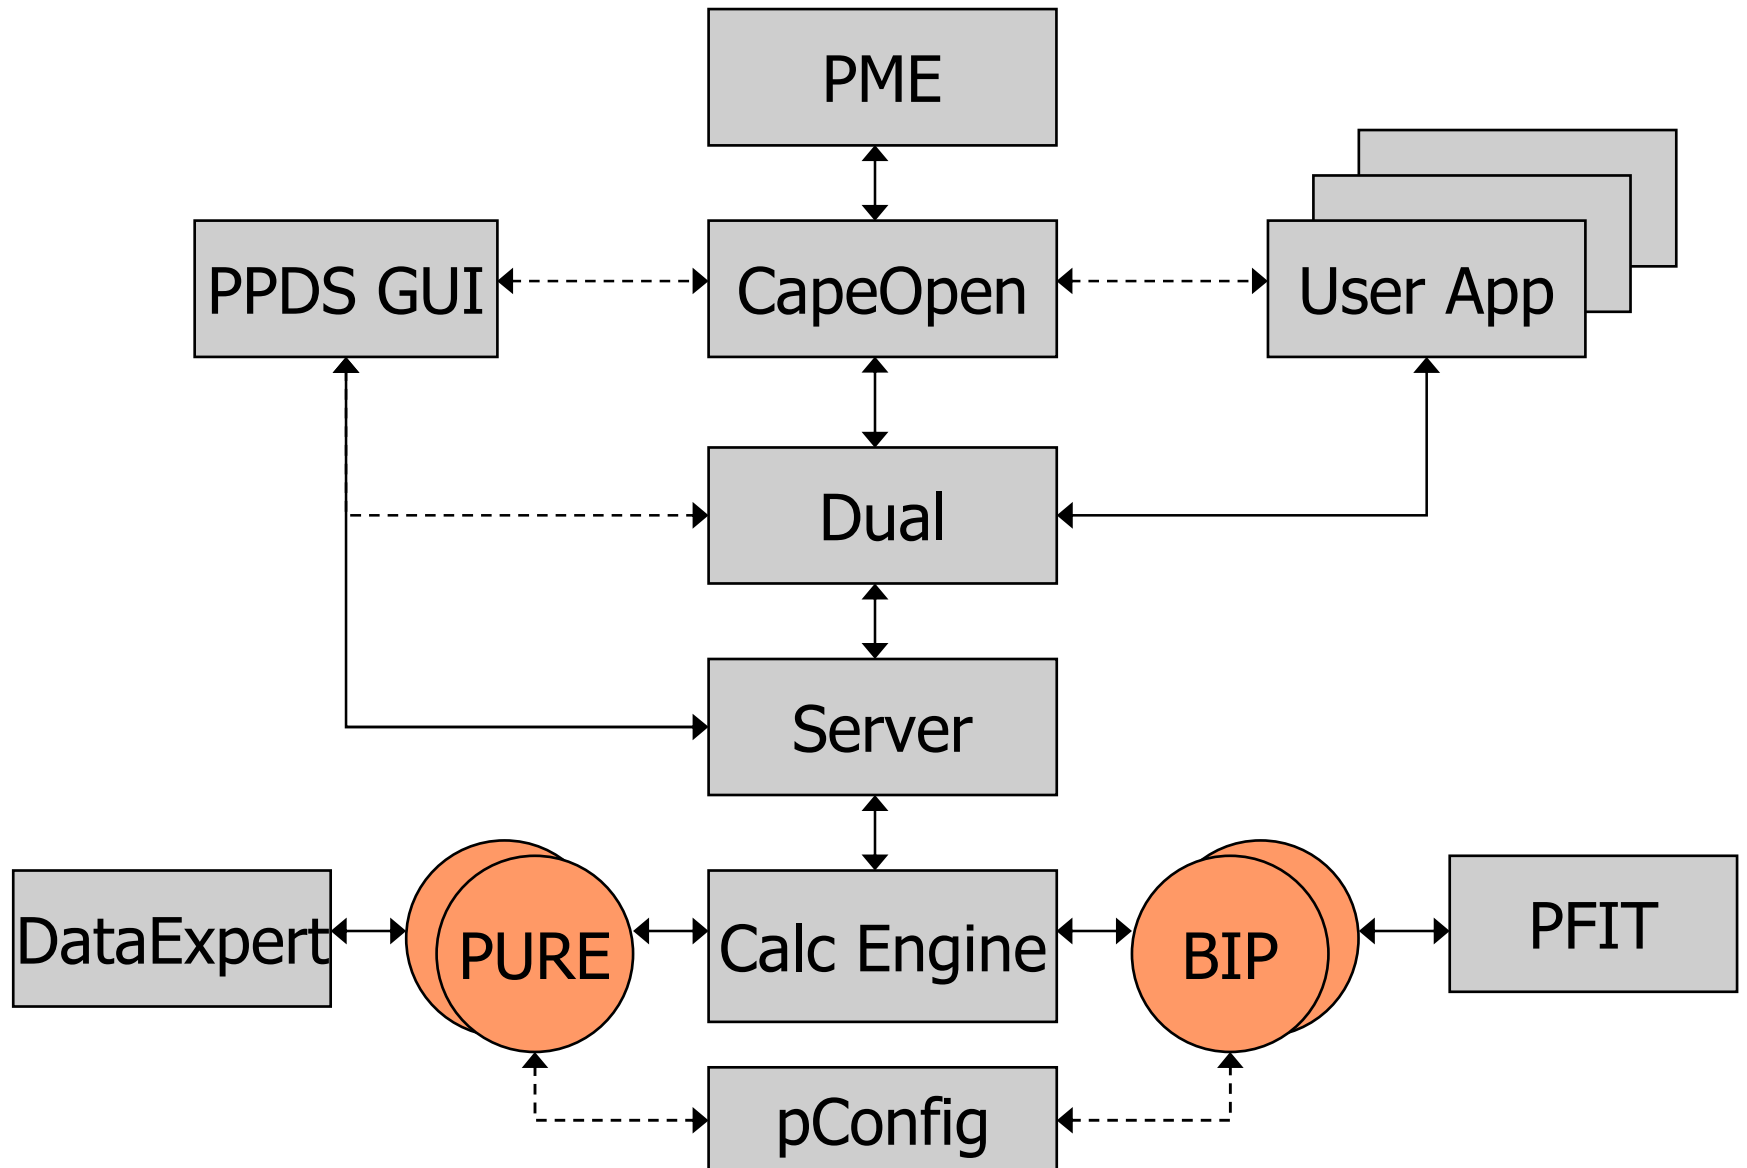 PME
PPDS GUI
CapeOpen
User App
Dual
Server
DataExpert
PURE
Calc Engine
BIP
PFIT
pConfig